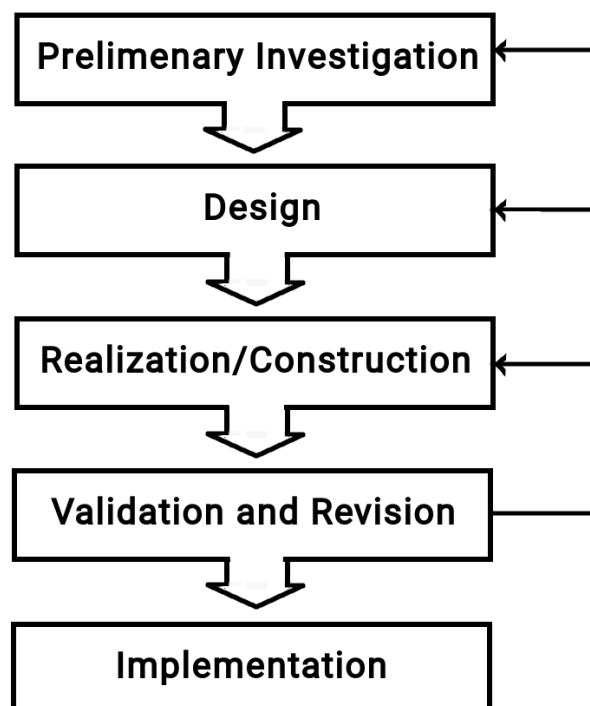 Prelimenary Investigation
Design
Realization/Construction
Validation and Revision
Implementation